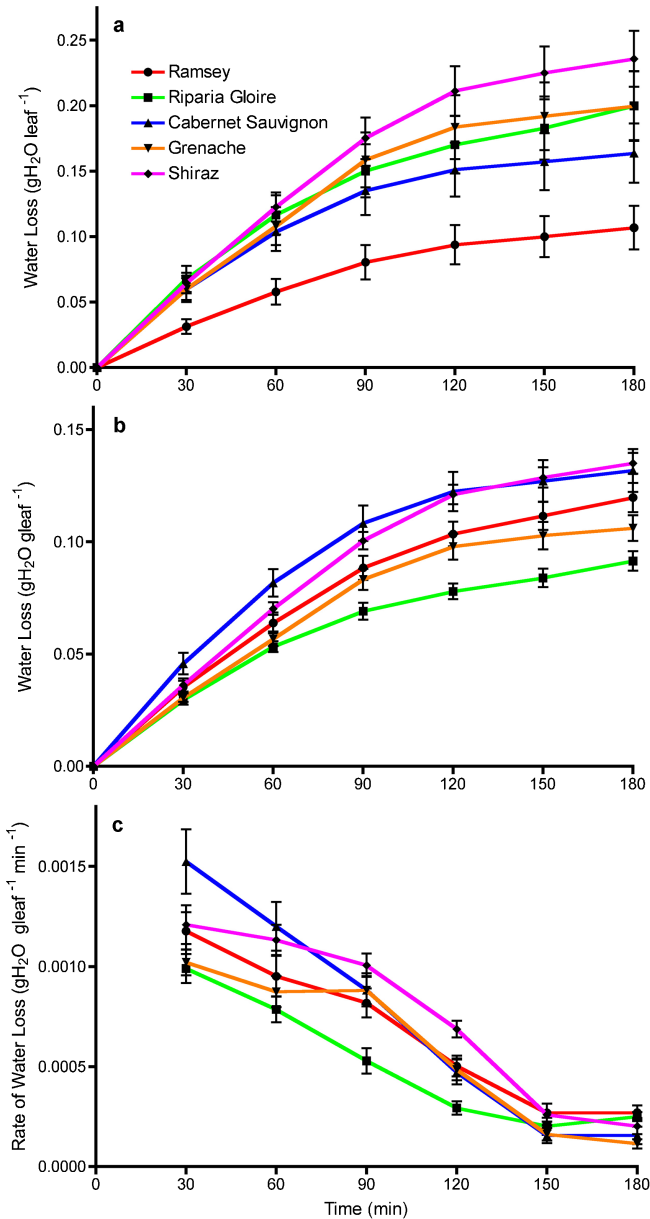 a
0.25
0.20
0.15
0.10
0.05
0.00
Water Loss (gH2O leaf -1)
Ramsey
Riparia Gloire
Cabernet Sauvignon
Grenache
Shiraz
0 30 60 90 120 150 180
b
0.15
0.10
0.05
0.00
Water Loss (gH2O gleaf -1)
0 30 60 90 120 150 180
c
0.0015
0.0010
0.0005
0.0000
Rate of Water Loss (gH2O gleaf -1 min -1)
0 30 60 90 120 150 180
Time (min)